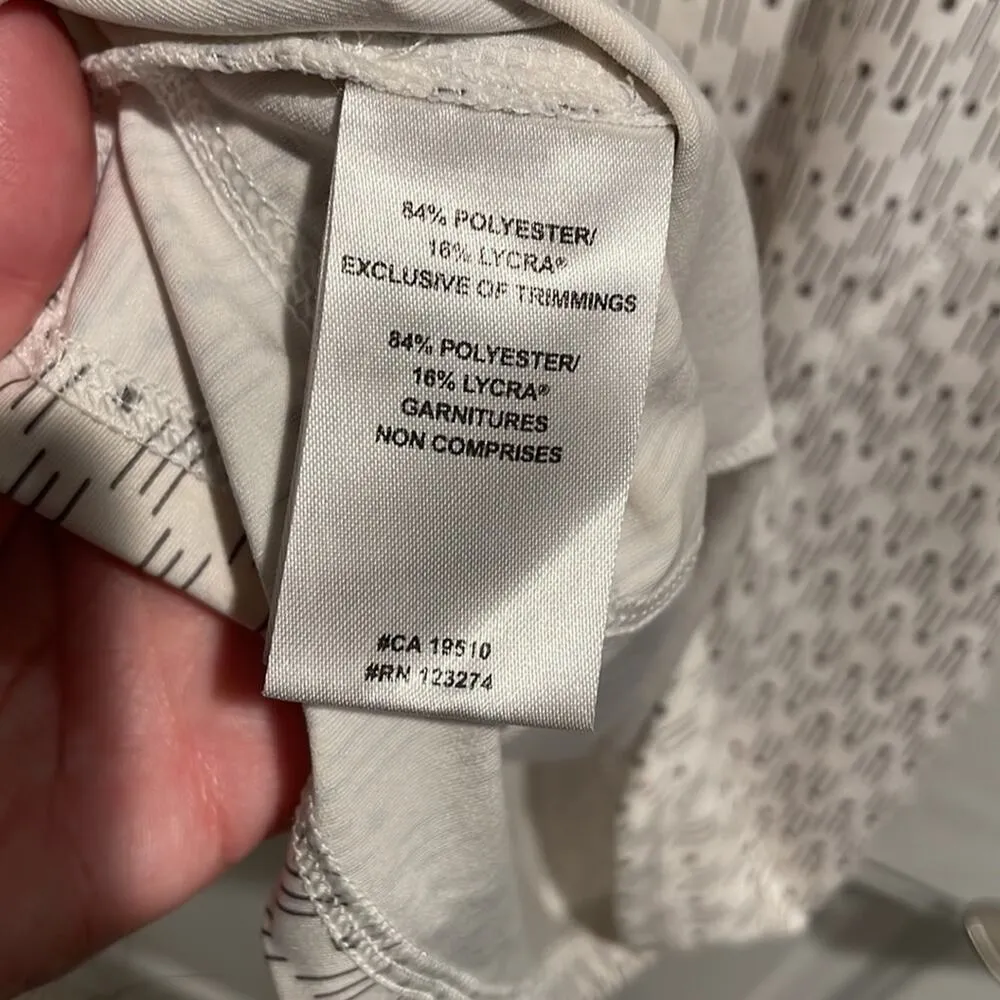 84% POLYESTER/
16% LYCRA®
EXCLUSIVE OF TRIMMINGS
84% POLYESTER/
16% LYCRA®
GARNITURES
NON COMPRISES
#CA 19510
#RN 123274